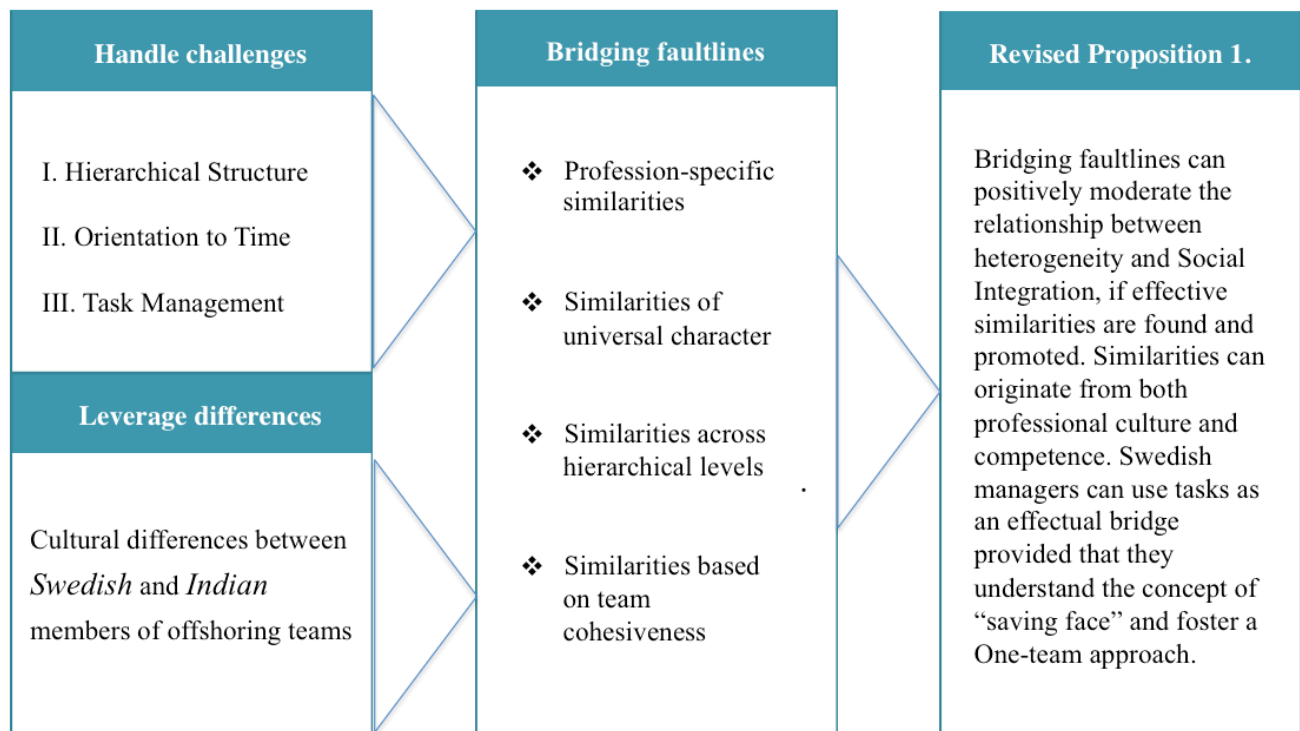 Handle challenges
I. Hierarchical Structure
II. Orientation to Time
III. Task Management
Leverage differences
Cultural differences between
Swedish and Indian
members of offshoring teams
Bridging faultlines
❖ Profession-specific
similarities
❖ Similarities of
universal character
❖ Similarities across
hierarchical levels
.
❖ Similarities based
on team
cohesiveness
Revised Proposition 1.
Bridging faultlines can
positively moderate the
relationship between
heterogeneity and Social
Integration, if effective
similarities are found and
promoted. Similarities can
originate from both
professional culture and
competence. Swedish
managers can use tasks as
an effectual bridge
provided that they
understand the concept of
“saving face” and foster a
One-team approach.